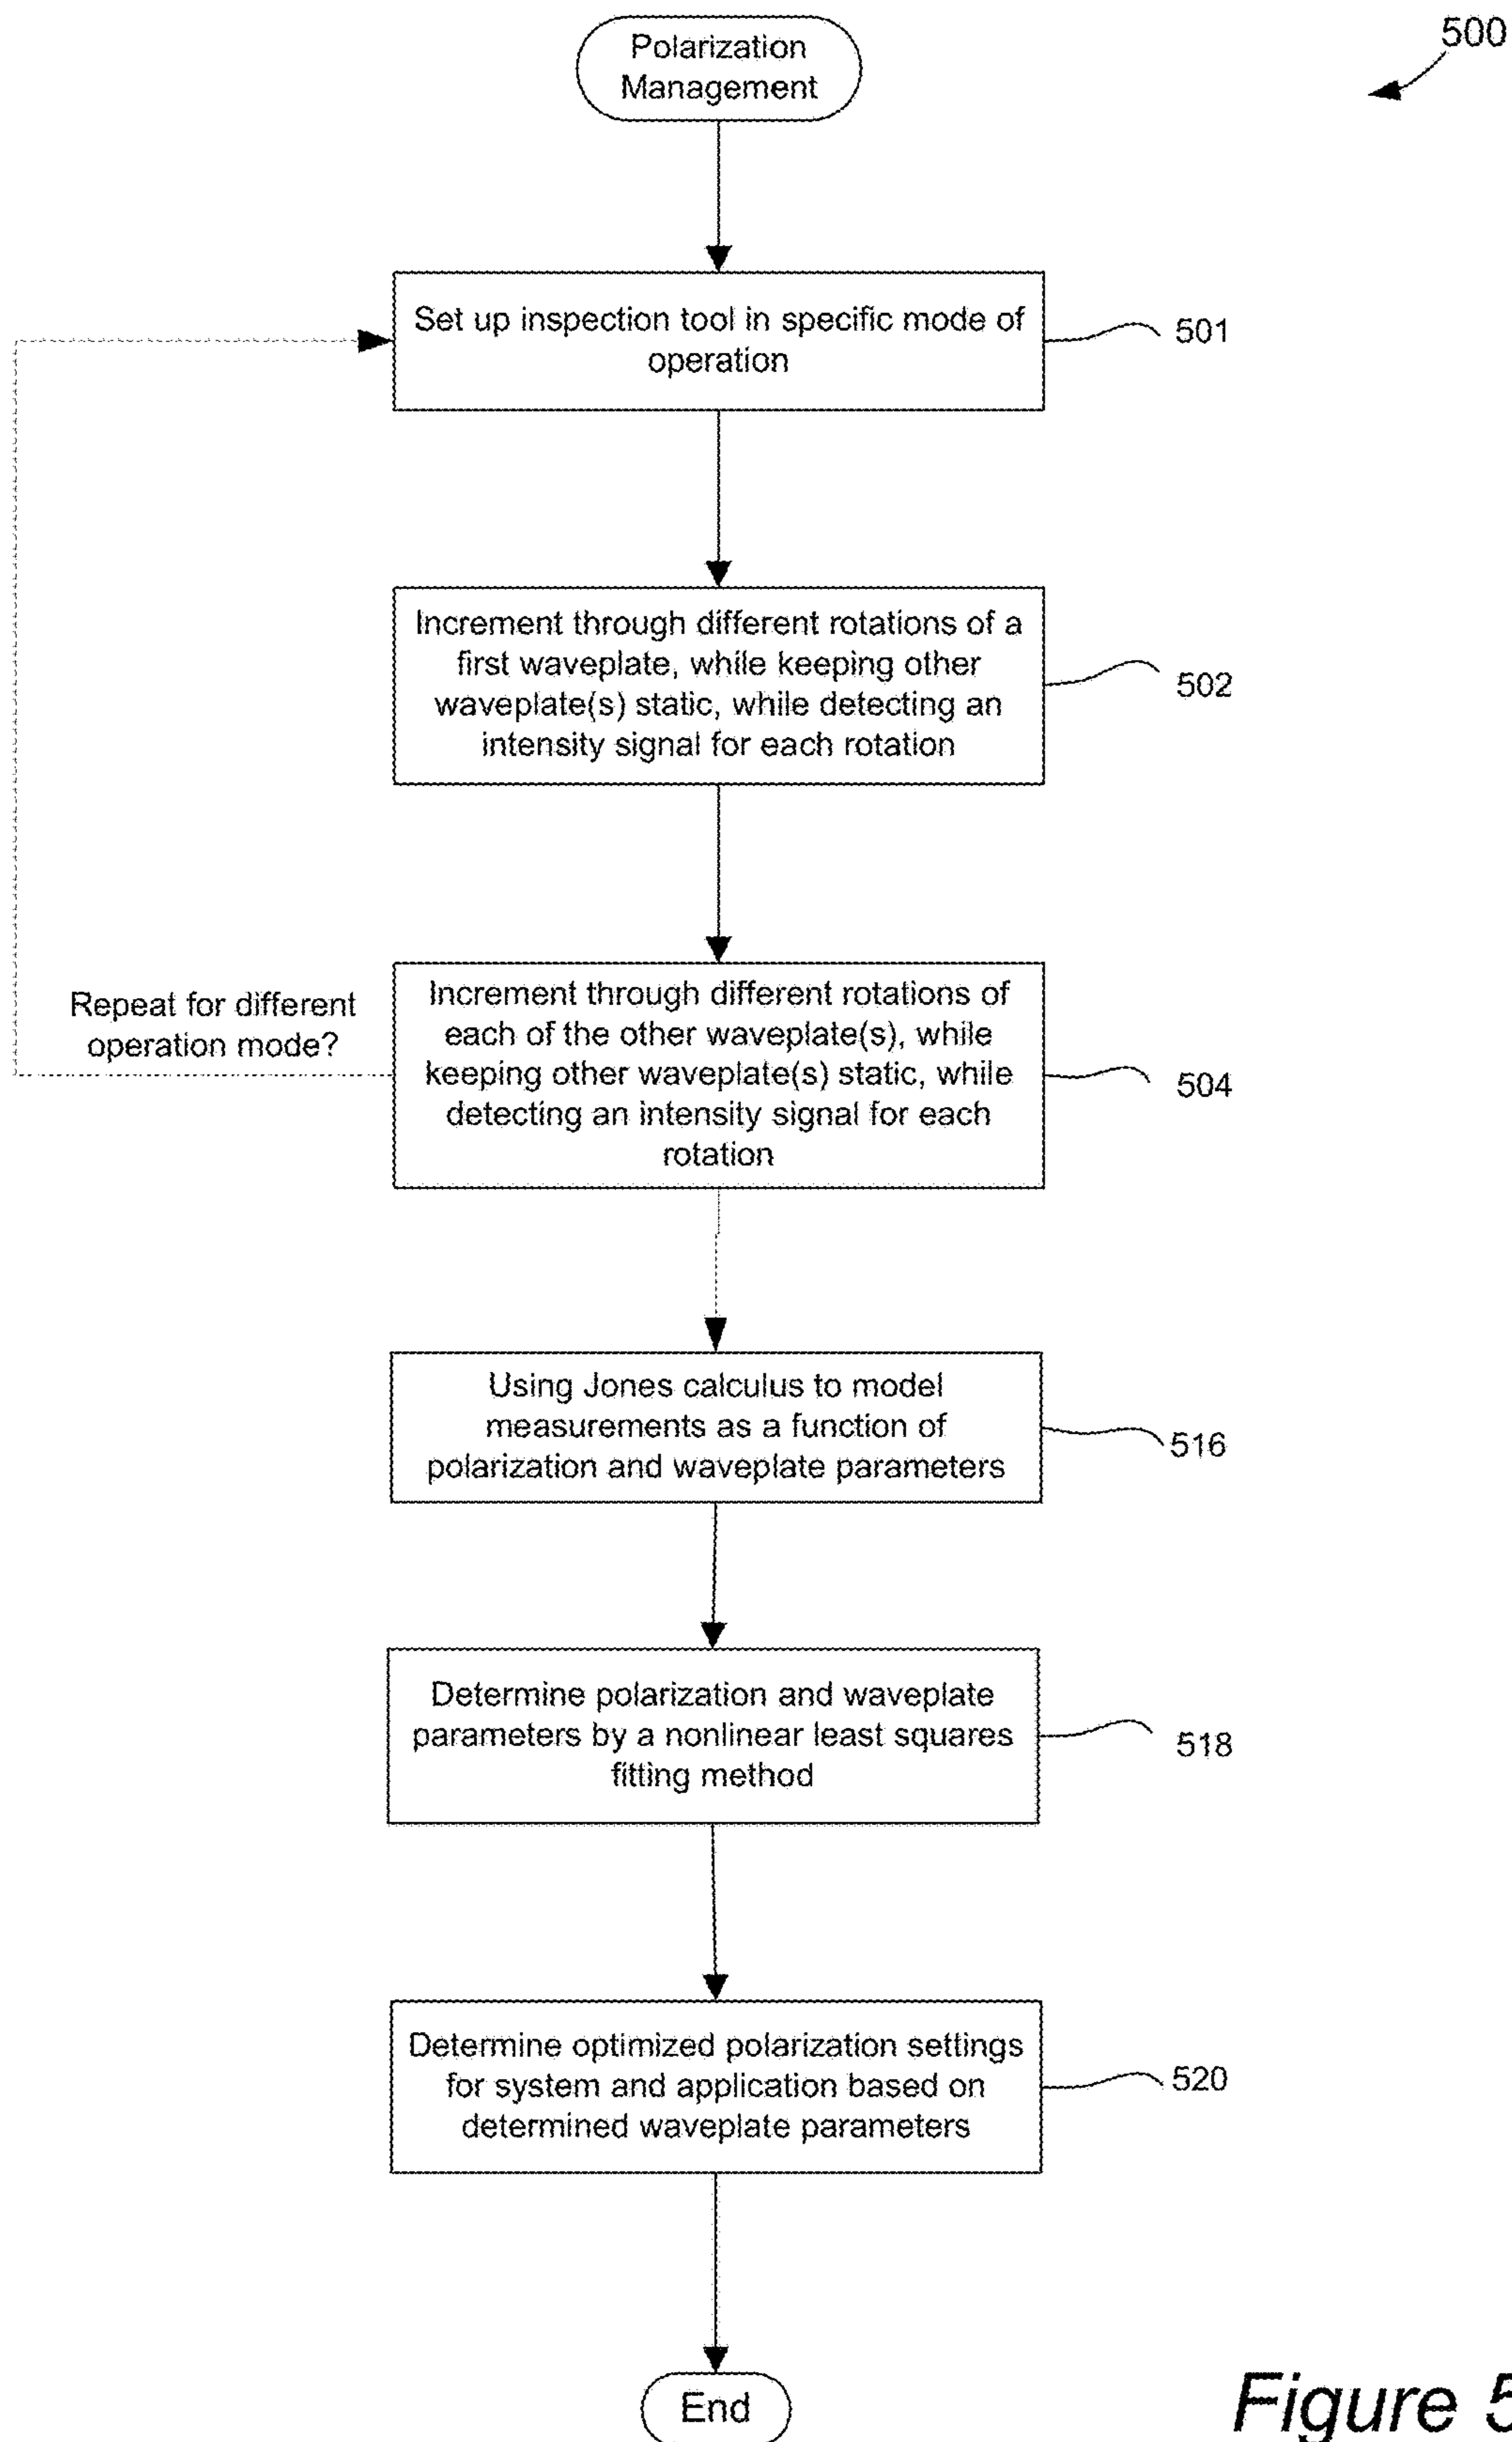 Polarization
Management
500
Set up inspection tool in specific mode of
operation
501
Increment through different rotations of a
first waveplate, while keeping other
waveplate(s) static, while detecting an
intensity signal for each rotation
502
Repeat for different
operation mode?
Increment through different rotations of
each of the other waveplate(s), while
keeping other waveplate(s) static, while
detecting an intensity signal for each
rotation
504
Using Jones calculus to model
measurements as a function of
polarization and waveplate parameters
516
Determine polarization and waveplate
parameters by a nonlinear least squares
fitting method
518
Determine optimized polarization settings
for system and application based on
determined waveplate parameters
520
End
Figure 5